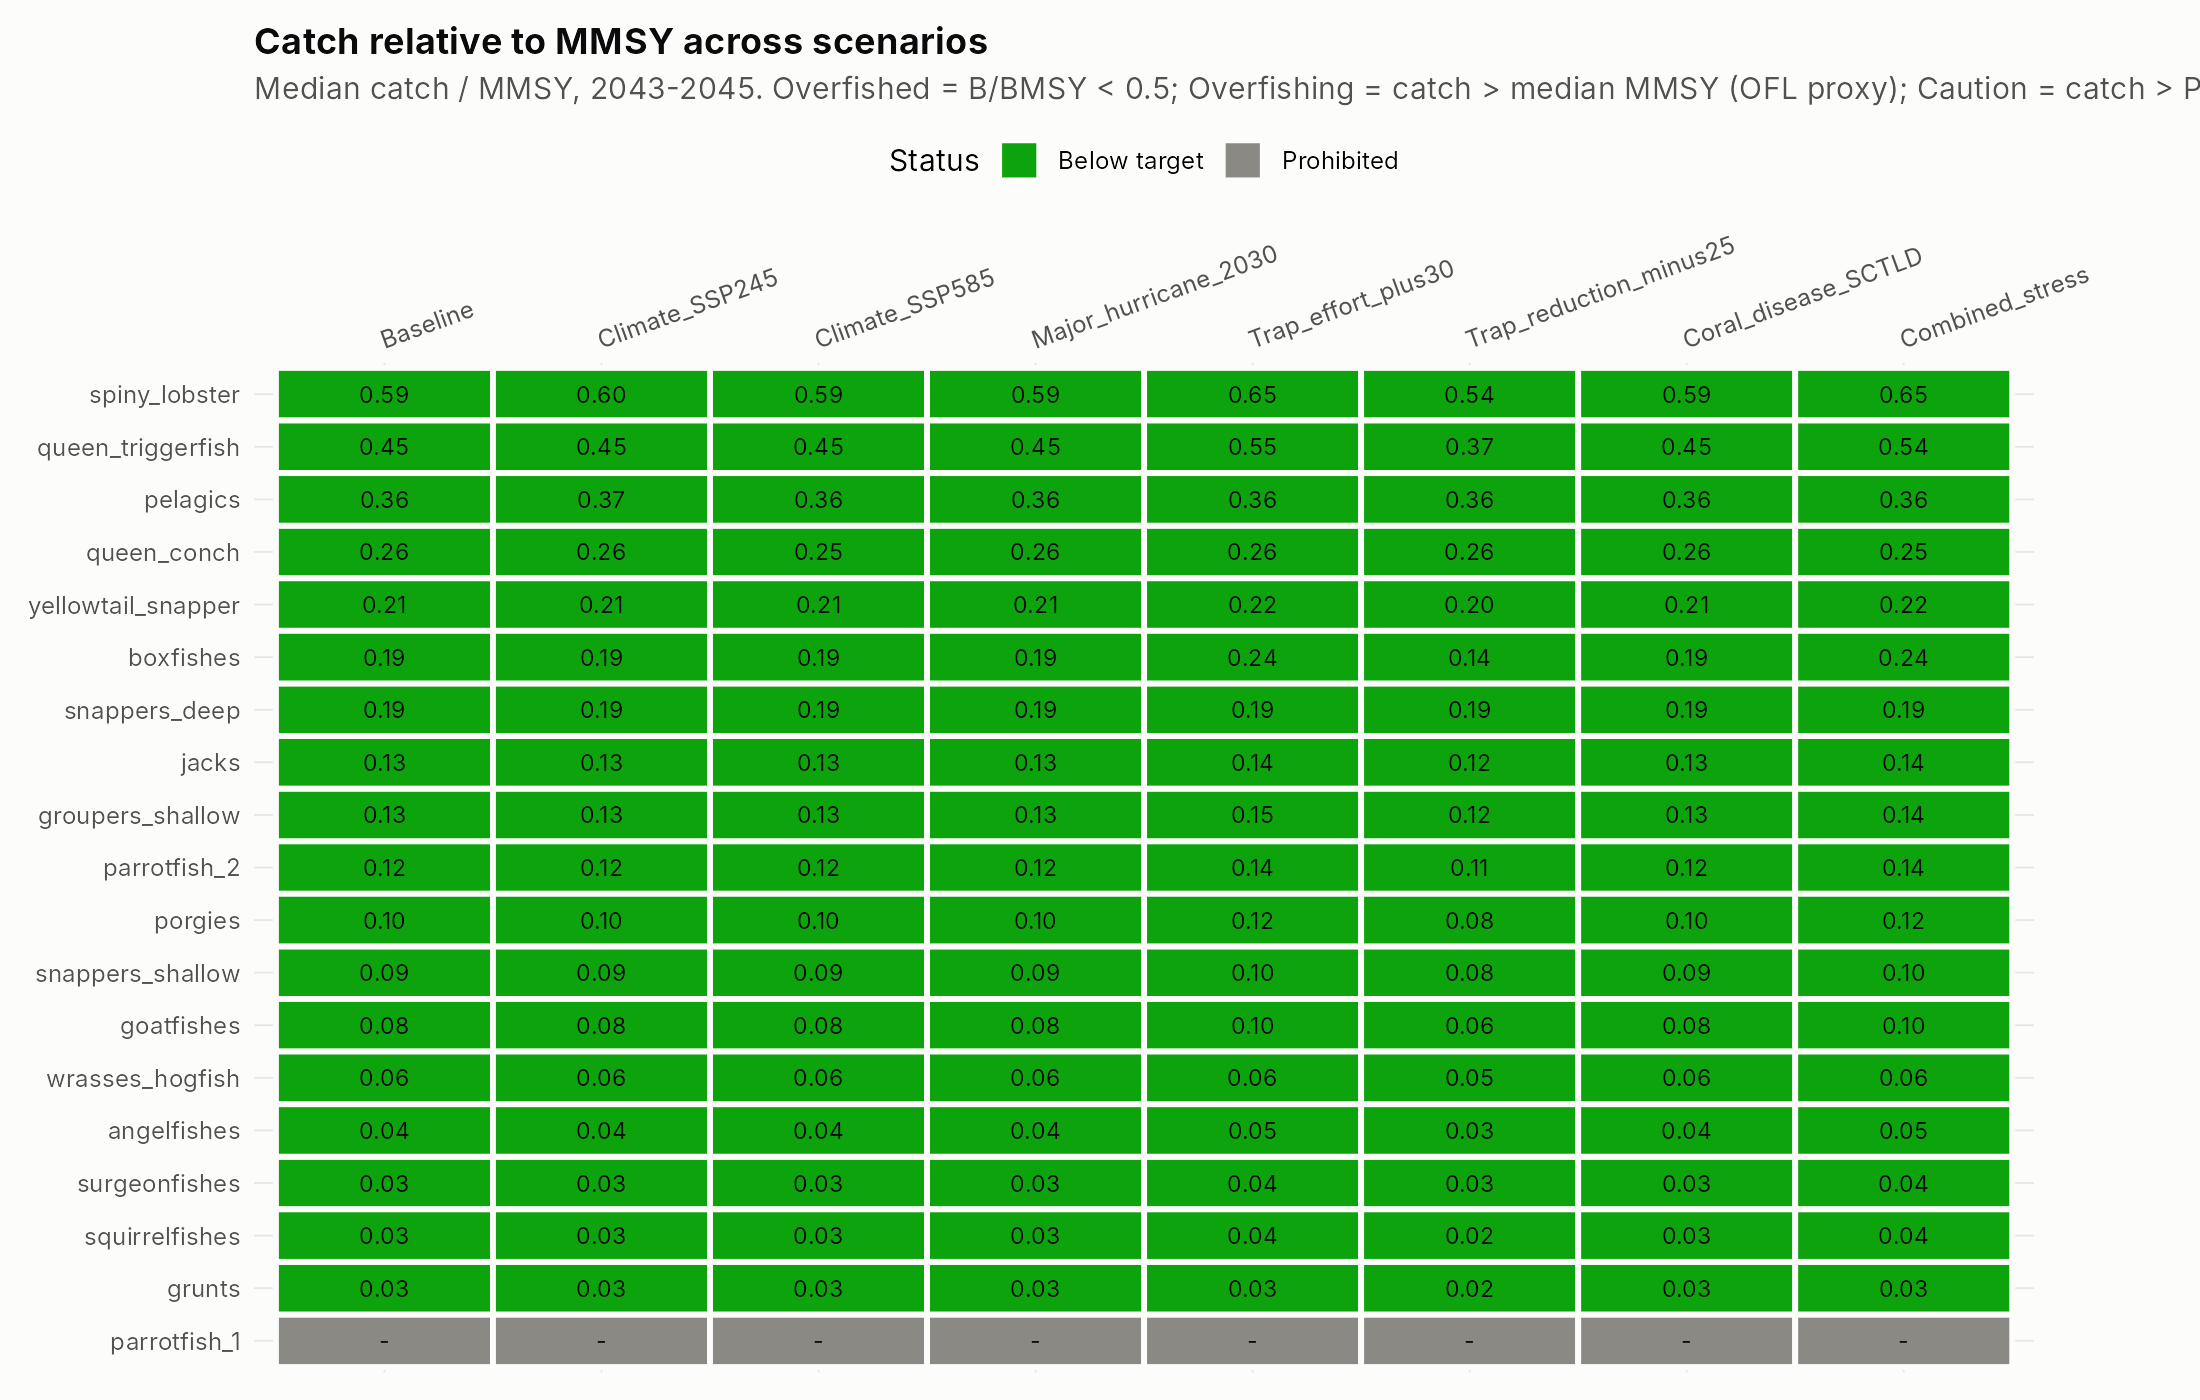 Catch relative to MMSY across scenarios
Median catch / MMSY, 2043-2045. Overfished = B/BMSY < 0.5; Overfishing = catch > median MMSY (OFL proxy); Caution = catch > P
Status Below target Prohibited
Baseline Climate_SSP245 Climate_SSP585 Major_hurricane_2030 Trap_effort_plus30 Trap_reduction_minus25 Coral_disease_SCTLD Combined_stress
spiny_lobster 0.59 0.60 0.59 0.59 0.65 0.54 0.59 0.65
queen_triggerfish 0.45 0.45 0.45 0.45 0.55 0.37 0.45 0.54
pelagics 0.36 0.37 0.36 0.36 0.36 0.36 0.36 0.36
queen_conch 0.26 0.26 0.25 0.26 0.26 0.26 0.26 0.25
yellowtail_snapper 0.21 0.21 0.21 0.21 0.22 0.20 0.21 0.22
boxfishes 0.19 0.19 0.19 0.19 0.24 0.14 0.19 0.24
snappers_deep 0.19 0.19 0.19 0.19 0.19 0.19 0.19 0.19
jacks 0.13 0.13 0.13 0.13 0.14 0.12 0.13 0.14
groupers_shallow 0.13 0.13 0.13 0.13 0.15 0.12 0.13 0.14
parrotfish_2 0.12 0.12 0.12 0.12 0.14 0.11 0.12 0.14
porgies 0.10 0.10 0.10 0.10 0.12 0.08 0.10 0.12
snappers_shallow 0.09 0.09 0.09 0.09 0.10 0.08 0.09 0.10
goatfishes 0.08 0.08 0.08 0.08 0.10 0.06 0.08 0.10
wrasses_hogfish 0.06 0.06 0.06 0.06 0.06 0.05 0.06 0.06
angelfishes 0.04 0.04 0.04 0.04 0.05 0.03 0.04 0.05
surgeonfishes 0.03 0.03 0.03 0.03 0.04 0.03 0.03 0.04
squirrelfishes 0.03 0.03 0.03 0.03 0.04 0.02 0.03 0.04
grunts 0.03 0.03 0.03 0.03 0.03 0.02 0.03 0.03
parrotfish_1 - - - - - - - -